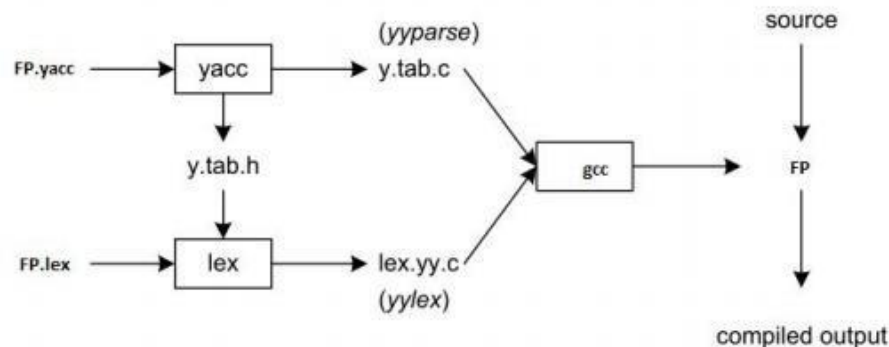 (yyparse)
source
FP.yacc
yacc
y.tab.c
y.tab.h
gcc
FP
FP.lex
lex
lex.yy.c
(yylex)
compiled output